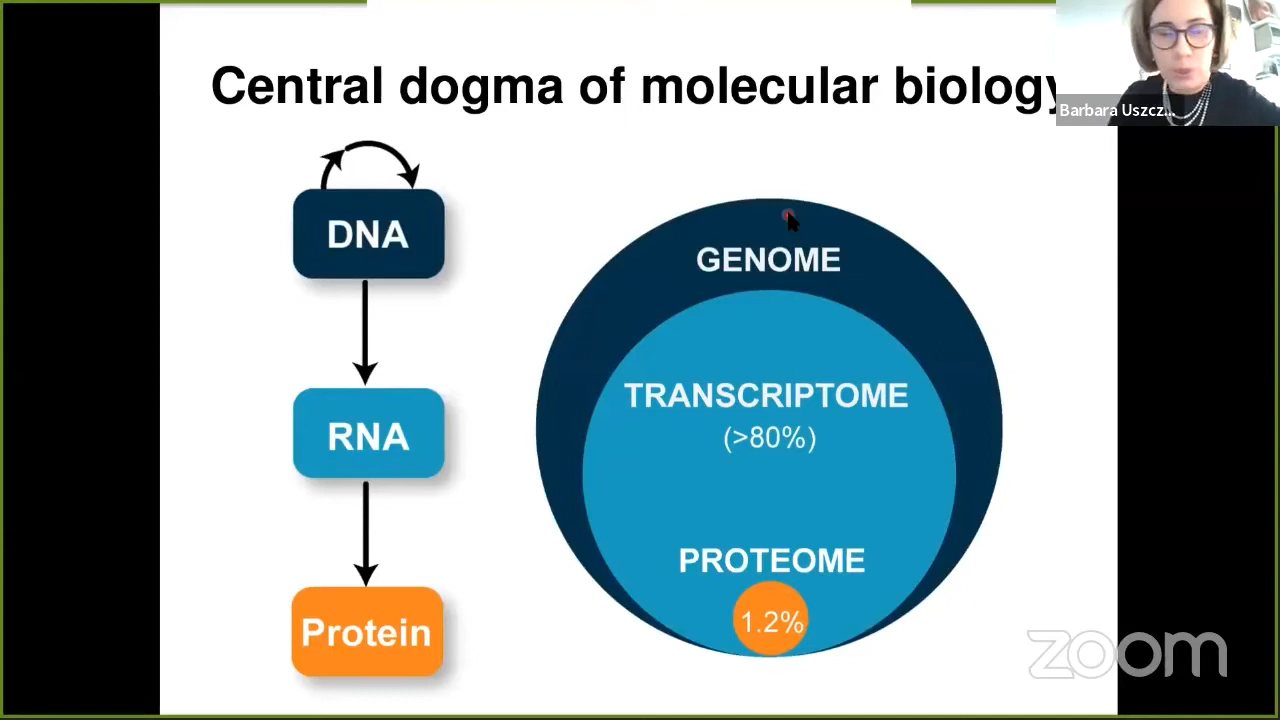 Central dogma of molecular biology
Barbara Uszcz...
DNA
RNA
Protein
GENOME
TRANSCRIPTOME
(>80%)
PROTEOME
1.2%
zoom